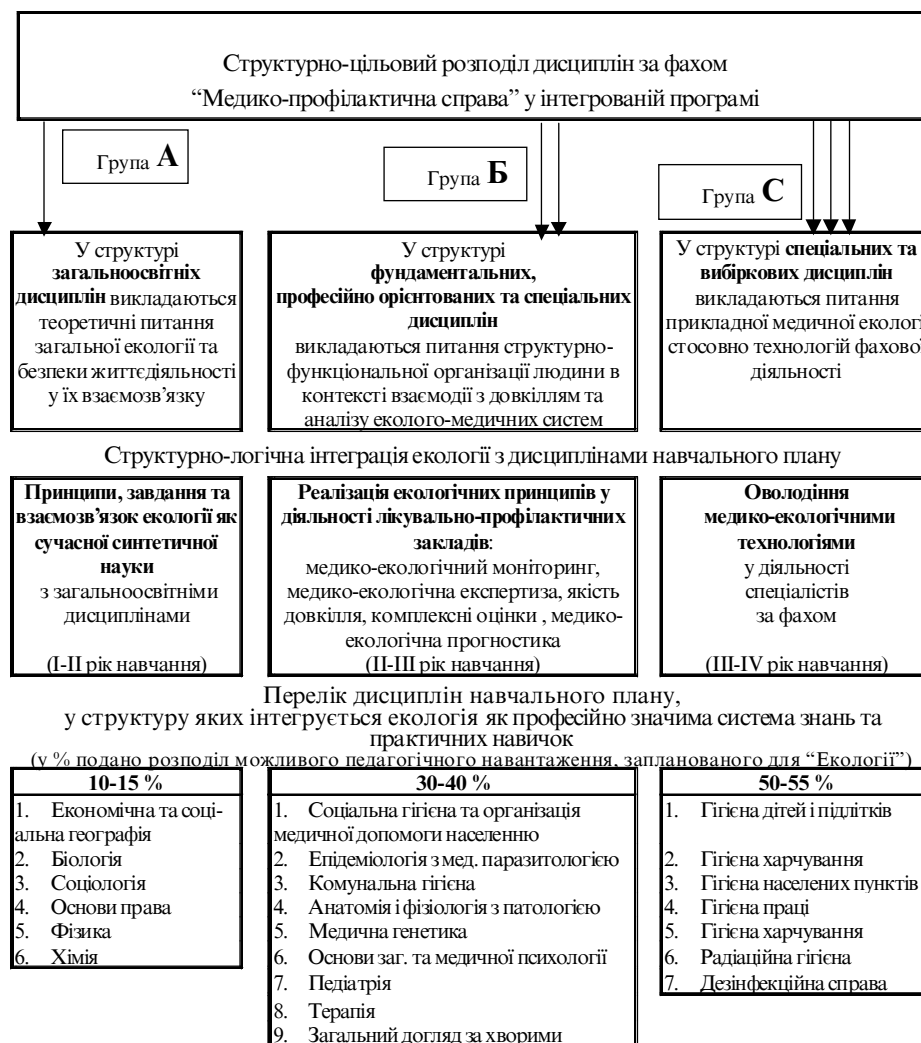 Структурно-цільовий розподіл дисциплін за фахом
“Медико-профілактична справа” у інтегрованій програмі
Група А
Група Б
Група С
У структурі
загальноосвітніх
дисциплін викладаються
теоретичні питання
загальної екології та
безпеки життєдіяльності
у їх взаємозв’язку
У структурі
фундаментальних,
професійно орієнтованих та спеціальних
дисциплін
викладаються питання структурно-
функціональної організації людини в
контексті взаємодії з довкіллям та
аналізу еколого-медичних систем
У структурі спеціальних та
вибіркових дисциплін
викладаються питання
прикладної медичної екологі
стосовно технологій фахової
діяльності
Структурно-логічна інтеграція екології з дисциплінами навчального плану
Принципи, завдання та
взаємозв’язок екології як
сучасної синтетичної
науки
з загальноосвітніми
дисциплінами
(I-II рік навчання)
Реалізація екологічних принципів у
діяльності лікувально-профілактичних
закладів:
медико-екологічний моніторинг,
медико-екологічна експертиза, якість
довкілля, комплексні оцінки , медико-
екологічна прогностика
(II-III рік навчання)
Оволодіння
медико-екологічними
технологіями
у діяльності
спеціалістів
за фахом
(III-IV рік навчання)
Перелік дисциплін навчального плану,
у структуру яких інтегрується екологія як професійно значима система знань та
практичних навичок
(у % подано розподіл можливого педагогічного навантаження, запланованого для “Екології”)
10-15 %
1. Економічна та соці-
альна географія
2. Біологія
3. Соціологія
4. Основи права
5. Фізика
6. Хімія
30-40 %
1. Соціальна гігієна та організація
медичної допомоги населенню
2. Епідеміологія з мед. паразитологією
3. Комунальна гігієна
4. Анатомія і фізіологія з патологією
5. Медична генетика
6. Основи заг. та медичної психології
7. Педіатрія
8. Терапія
9. Загальний догляд за хворими
50-55 %
1. Гігієна дітей і підлітків
2. Гігієна харчування
3. Гігієна населених пунктів
4. Гігієна праці
5. Гігієна харчування
6. Радіаційна гігієна
7. Дезінфекційна справа